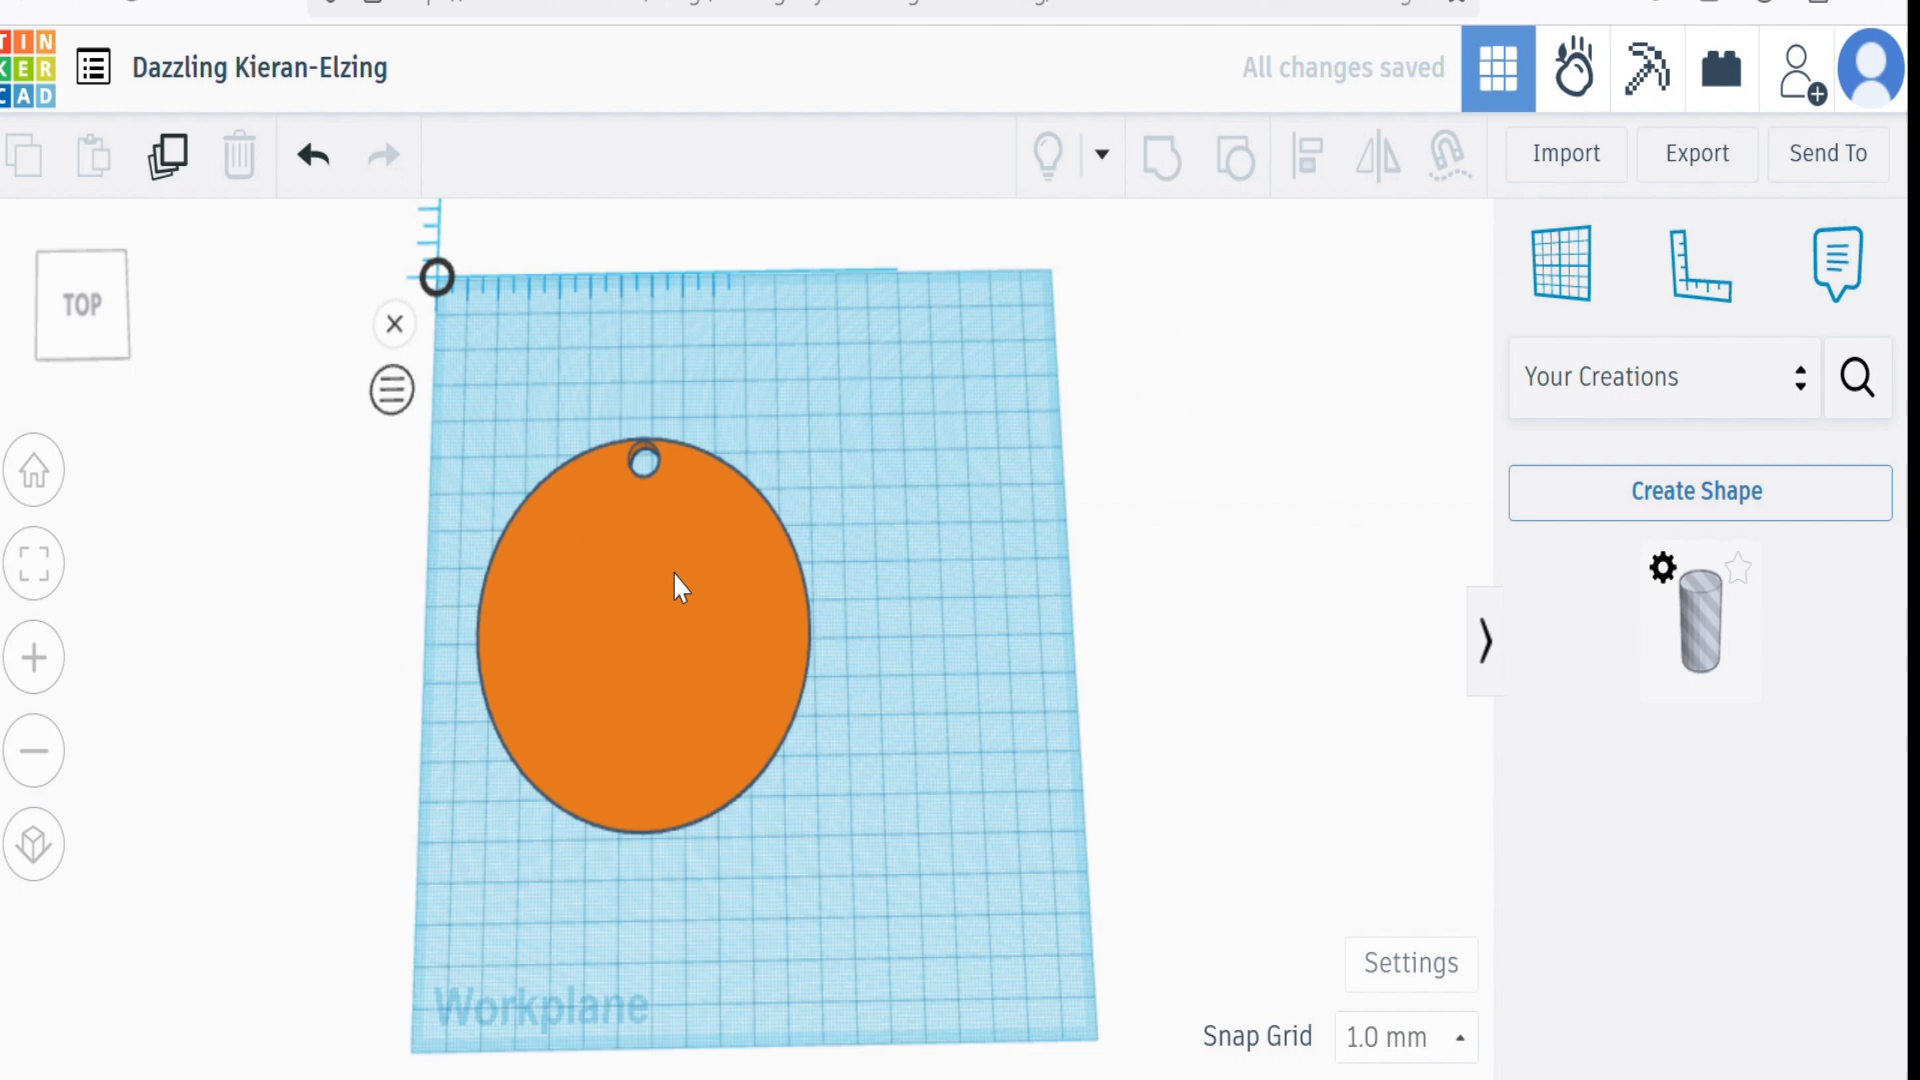 TIN
KER
CAD
Dazzling Kieran-Elzing
All changes saved
Import
Export
Send To
TOP
Your Creations
Create Shape
Workplane
Settings
Snap Grid
1.0 mm